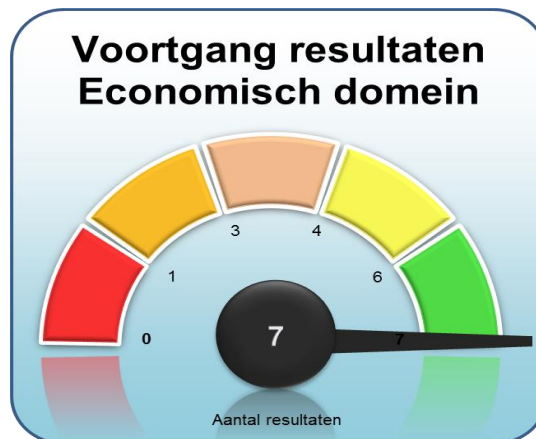 Voortgang resultaten
Economisch domein
3
4
1
6
0
7
7
Aantal resultaten